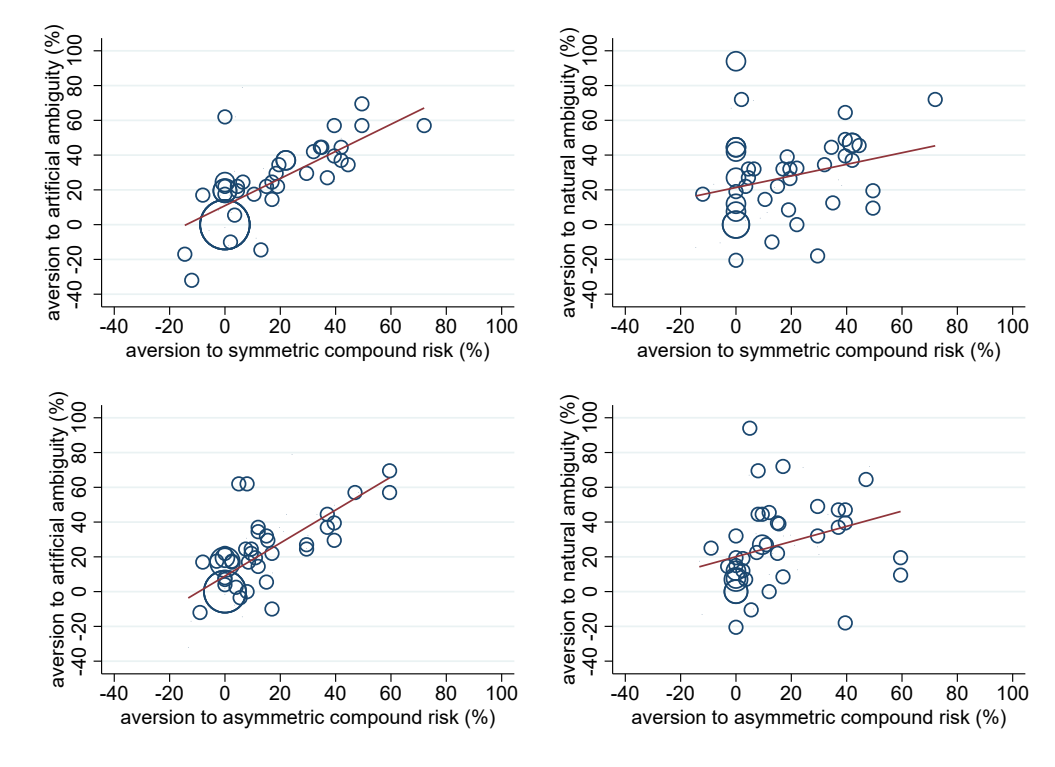 aversion to artificial ambiguity (%)
100
80
60
40
20
0
-20
-40
-40 -20 0 20 40 60 80 100
aversion to symmetric compound risk (%)
aversion to natural ambiguity (%)
100
80
60
40
20
0
-20
-40
-40 -20 0 20 40 60 80 100
aversion to symmetric compound risk (%)
aversion to artificial ambiguity (%)
100
80
60
40
20
0
-20
-40
-40 -20 0 20 40 60 80 100
aversion to asymmetric compound risk (%)
aversion to natural ambiguity (%)
100
80
60
40
20
0
-20
-40
-40 -20 0 20 40 60 80 100
aversion to asymmetric compound risk (%)